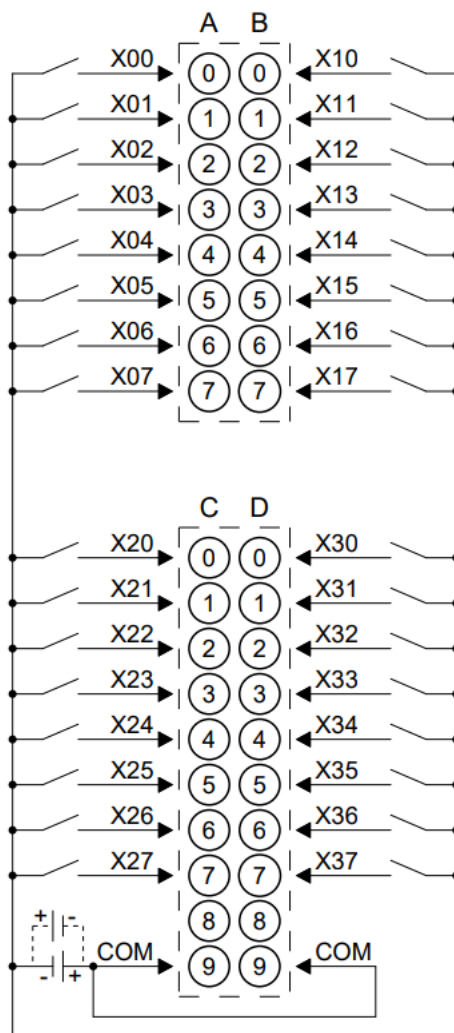 A B
X00 0 0 X10
X01 1 1 X11
X02 2 2 X12
X03 3 3 X13
X04 4 4 X14
X05 5 5 X15
X06 6 6 X16
X07 7 7 X17
C D
X20 0 0 X30
X21 1 1 X31
X22 2 2 X32
X23 3 3 X33
X24 4 4 X34
X25 5 5 X35
X26 6 6 X36
X27 7 7 X37
+ - 8 8
COM 9 9 COM
- +